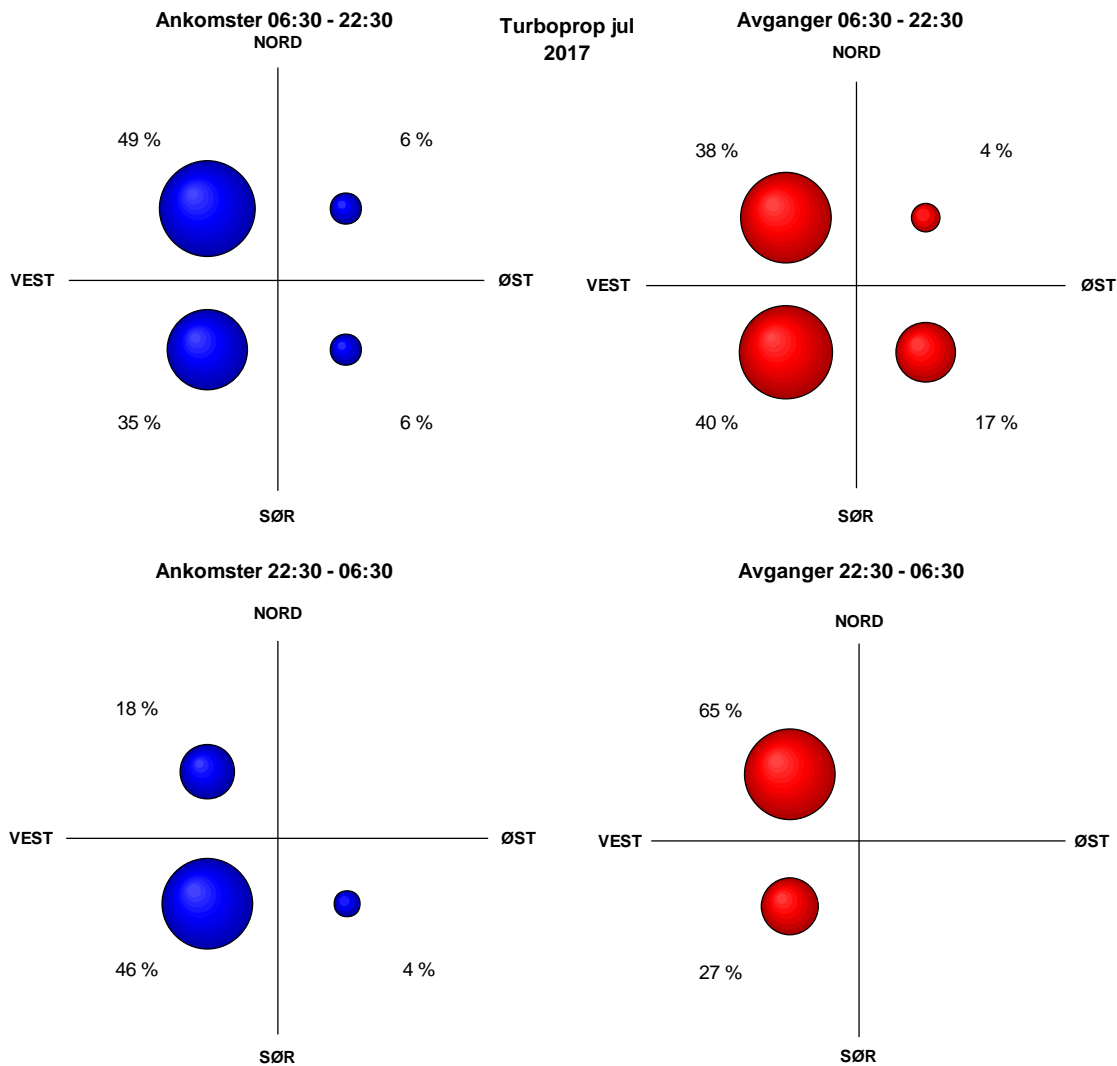 Ankomster 06:30 - 22:30
NORD
49 %
6 %
VEST
ØST
35 %
6 %
SØR
Turboprop jul
2017
Avganger 06:30 - 22:30
NORD
38 %
4 %
VEST
ØST
40 %
17 %
SØR
Ankomster 22:30 - 06:30
NORD
18 %
VEST
ØST
46 %
4 %
SØR
Avganger 22:30 - 06:30
NORD
65 %
VEST
ØST
27 %
SØR